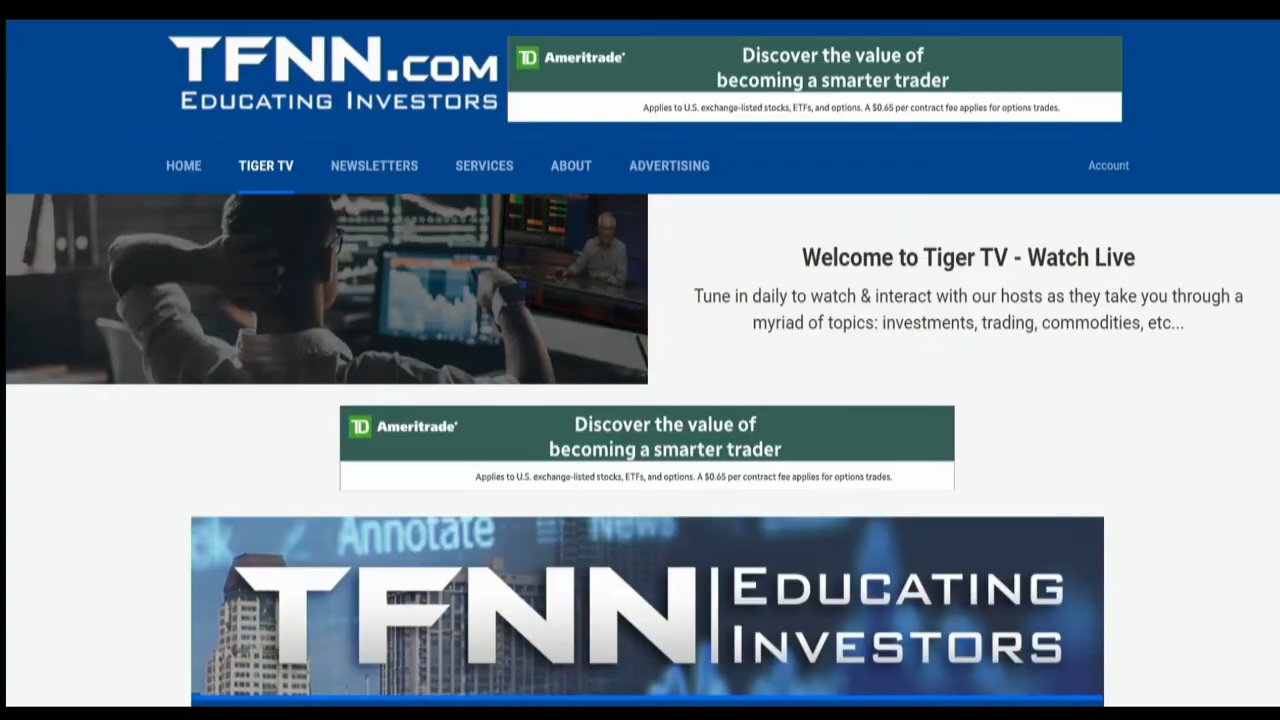 TFNN.COM
EDUCATING INVESTORS
TD Ameritrade®
Discover the value of
becoming a smarter trader
Applies to U.S. exchange-listed stocks, ETFs, and options. A $0.65 per contract fee applies for options trades.
HOME TIGER TV NEWSLETTERS SERVICES ABOUT ADVERTISING Account
Welcome to Tiger TV - Watch Live
Tune in daily to watch & interact with our hosts as they take you through a
myriad of topics: investments, trading, commodities, etc...
TD Ameritrade®
Discover the value of
becoming a smarter trader
Applies to U.S. exchange-listed stocks, ETFs, and options. A $0.65 per contract fee applies for options trades.
Annotate News
TFNN EDUCATING
INVESTORS